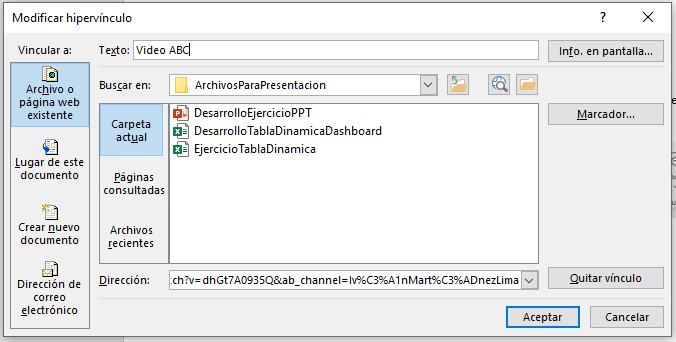 Modificar hipervínculo
Vincular a:
Texto: Video ABC
Info. en pantalla...
Archivo o
página web
existente
Buscar en: ArchivosParaPresentacion
Carpeta
actual
DesarrolloEjercicioPPT
DesarrolloTablaDinamicaDashboard
EjercicioTablaDinamica
Marcador...
Lugar de este
documento
Páginas
consultadas
Crear nuevo
documento
Archivos
recientes
Dirección de
correo
electrónico
Dirección: :ch?v=dhGt7A0935Q&ab_channel=Iv%C3%A1nMart%C3%ADnezLima
Quitar vínculo
Aceptar
Cancelar